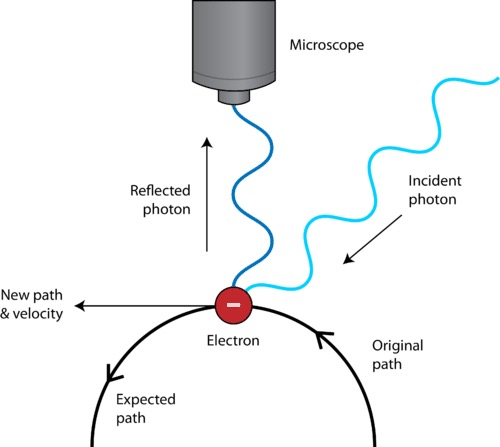 Microscope
Reflected
photon
Incident
photon
New path
& velocity
Electron
Original
path
Expected
path